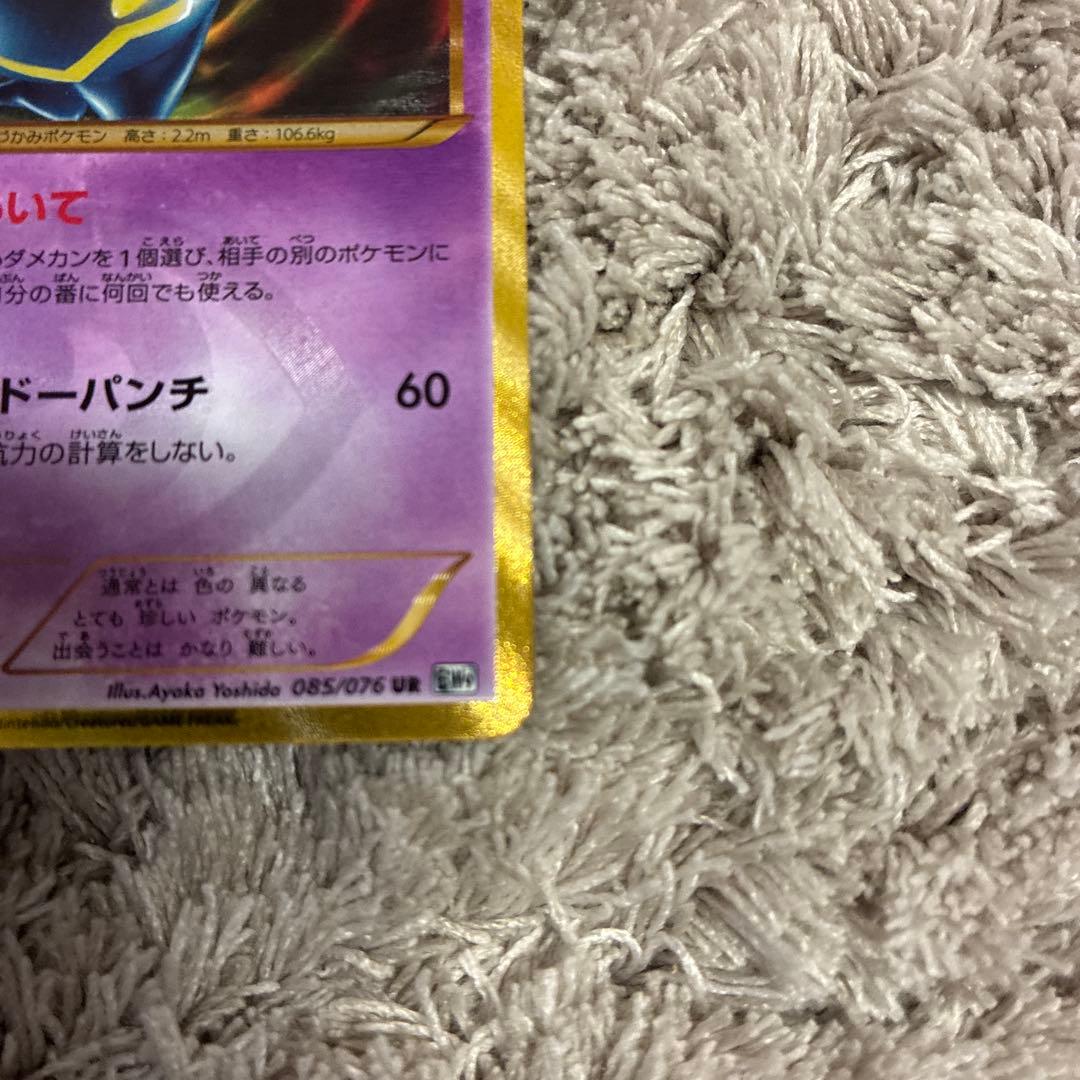 づかみポケモン 高さ：2.2m 重さ：106.6kg
いて
ダメカンを1個選び、相手の別のポケモンに
分の番に何回でも使える。
ドーパンチ 60
力の計算をしない。
通常とは 色の 異なる
とても 珍しい ポケモン。
出会うことは かなり 難しい。
Illus.Ayaka Yoshida 085/076 UR
Nintendo/Creatures/GAME FREAK.